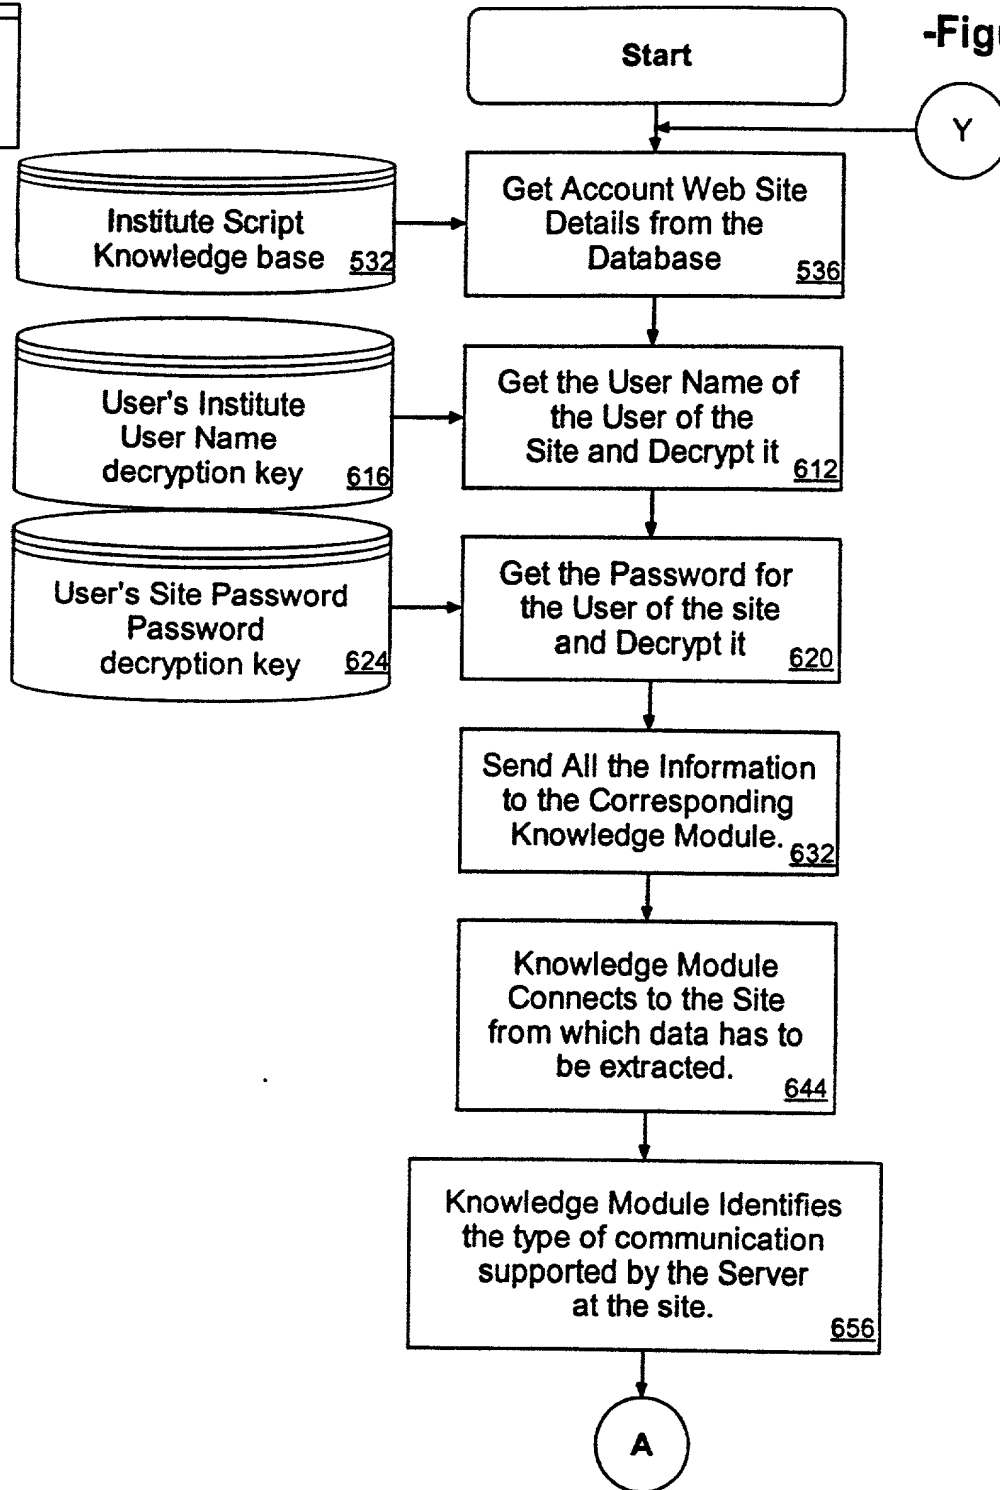 -Figu
Start
Y
Institute Script
Knowledge base 532
Get Account Web Site
Details from the
Database 536
User's Institute
User Name
decryption key 616
Get the User Name of
the User of the
Site and Decrypt it 612
User's Site Password
Password
decryption key 624
Get the Password for
the User of the site
and Decrypt it 620
Send All the Information
to the Corresponding
Knowledge Module. 632
Knowledge Module
Connects to the Site
from which data has to
be extracted. 644
Knowledge Module Identifies
the type of communication
supported by the Server
at the site. 656
A